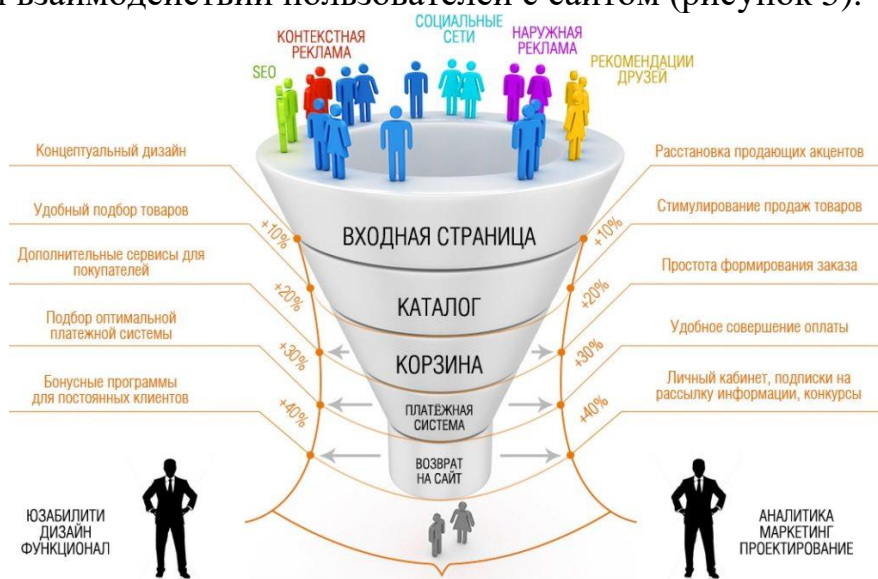 взаимодействии пользователей с сайтом (рисунок 3).
СОЦИАЛЬНЫЕ
СЕТИ
КОНТЕКСТНАЯ
РЕКЛАМА
НАРУЖНАЯ
РЕКЛАМА
SEO
РЕКОМЕНДАЦИИ
ДРУЗЕЙ
Концептуальный дизайн
Расстановка продающих акцентов
Удобный подбор товаров
Стимулирование продаж товаров
+10%
ВХОДНАЯ СТРАНИЦА
+10%
Дополнительные сервисы для
покупателей
Простота формирования заказа
+20%
КАТАЛОГ
+20%
Подбор оптимальной
платежной системы
Удобное совершение оплаты
+30%
КОРЗИНА
+30%
Бонусные программы
для постоянных клиентов
Личный кабинет, подписки на
рассылку информации, конкурсы
+40%
ПЛАТЁЖНАЯ
СИСТЕМА
+40%
ВОЗВРАТ
НА САЙТ
ЮЗАБИЛИТИ
ДИЗАЙН
ФУНКЦИОНАЛ
АНАЛИТИКА
МАРКЕТИНГ
ПРОЕКТИРОВАНИЕ